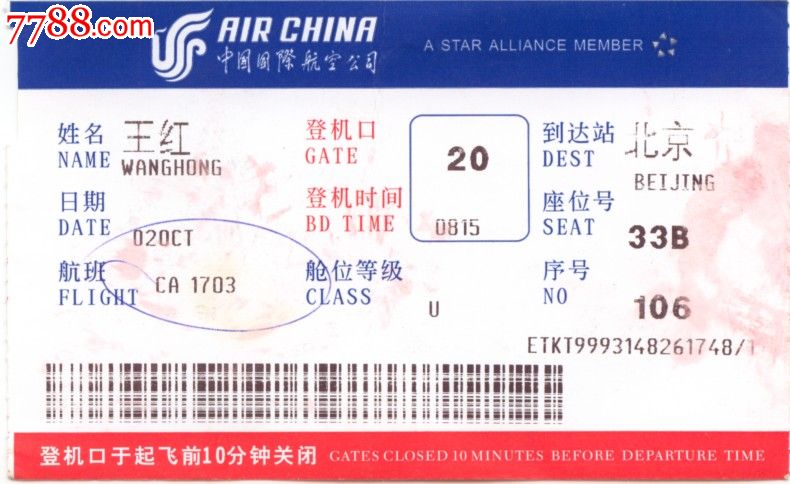 7788.com
AIR CHINA
中国国際航空公司
A STAR ALLIANCE MEMBER
姓名 王红
NAME WANGHONG
登机口
GATE 20
到达站 北京
DEST BEIJING
日期
DATE 02OCT
登机时间
BD TIME 0815
座位号
SEAT 33B
航班
FLIGHT CA 1703
舱位等级
CLASS U
序号
NO 106
ETKT9993148261748/1
登机口于起飞前10分钟关闭 GATES CLOSED 10 MINUTES BEFORE DEPARTURE TIME